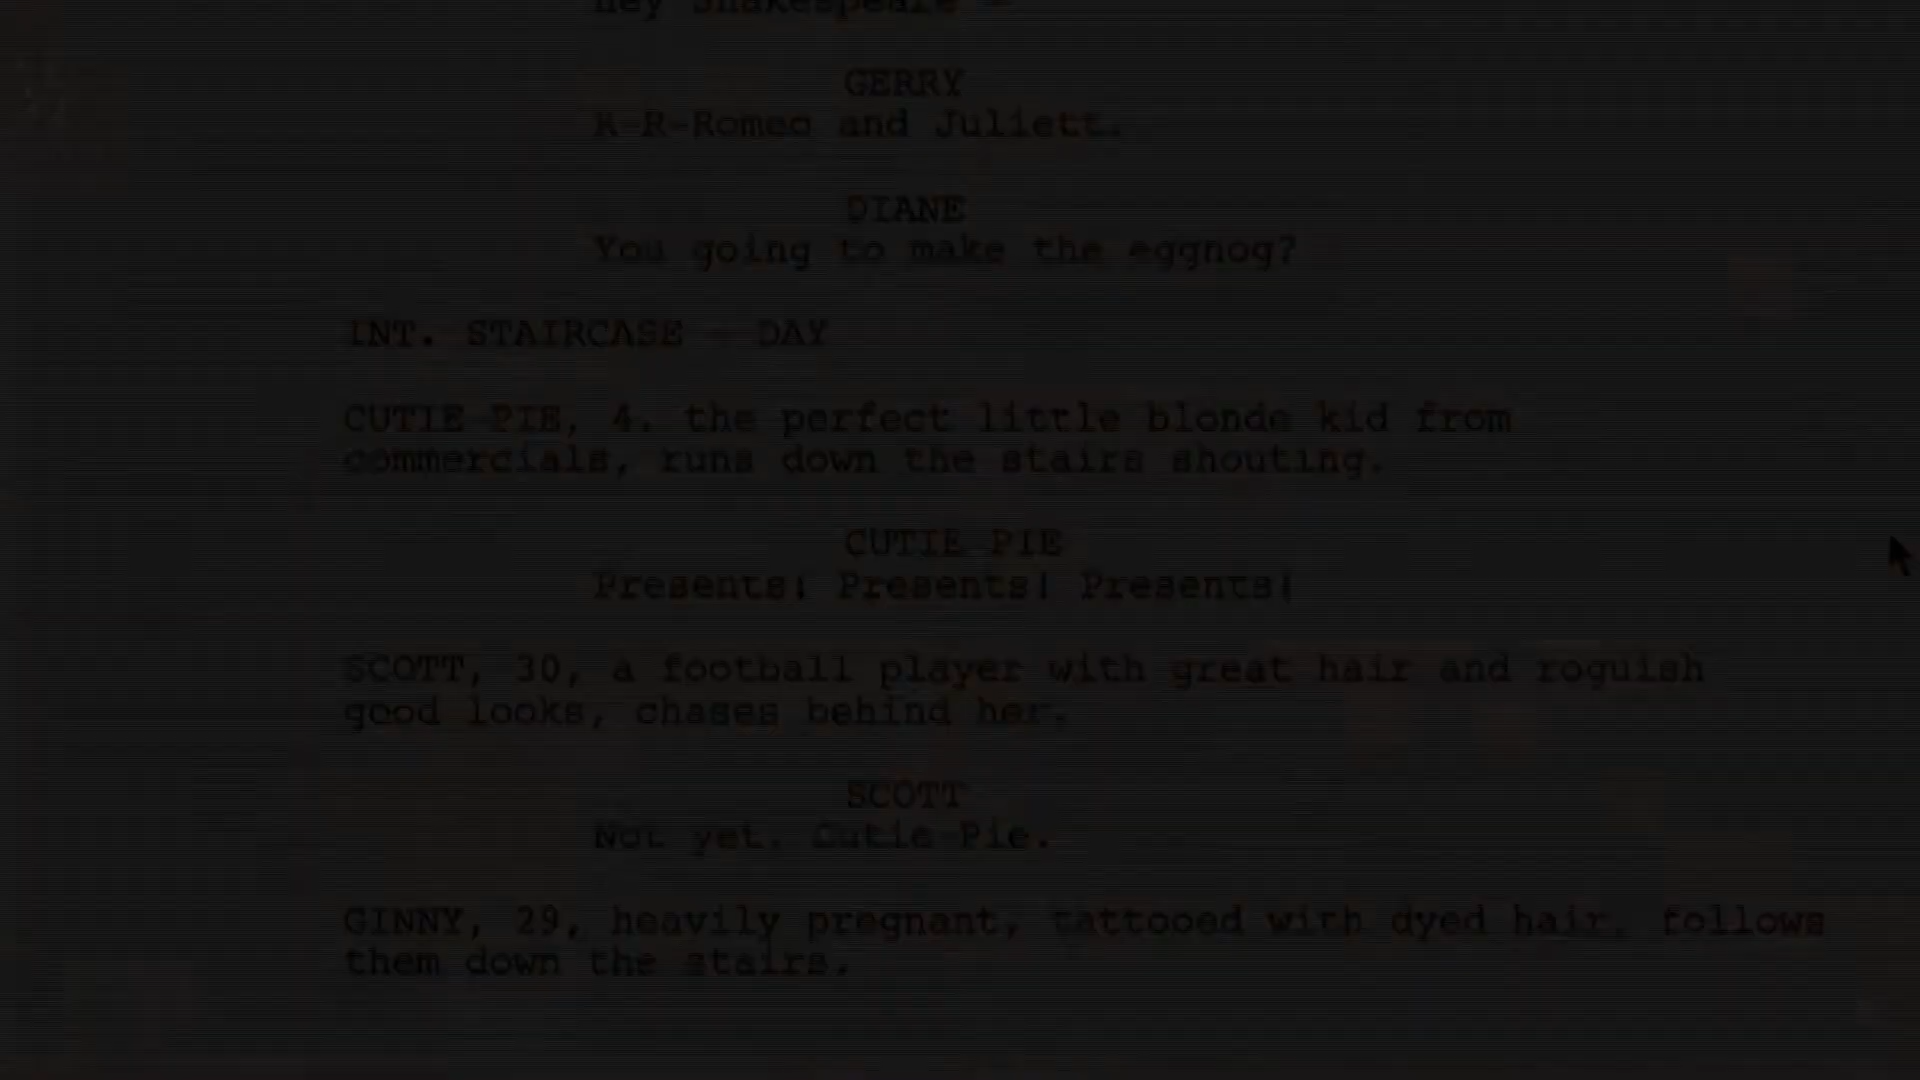 Hey Shakespeare -
GERRY
R-R-Romeo and Juliett.
DIANE
You going to make the eggnog?
INT. STAIRCASE - DAY
CUTIE PIE, 4, the perfect little blonde kid from
commercials, runs down the stairs shouting.
CUTIE PIE
Presents! Presents! Presents!
SCOTT, 30, a football player with great hair and roguish
good looks, chases behind her.
SCOTT
Not yet, Cutie Pie.
GINNY, 29, heavily pregnant, tattooed with dyed hair, follows
them down the stairs.